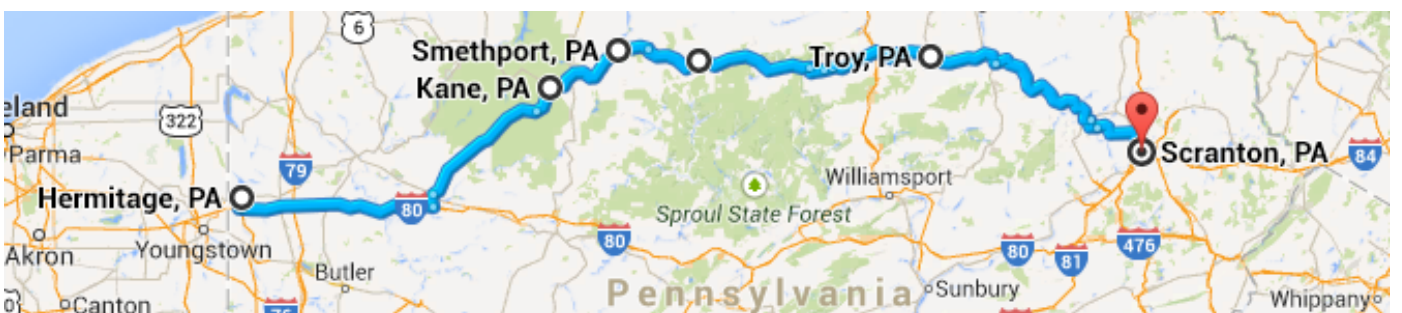 6
Smethport, PA
Troy, PA
Kane, PA
eland
322
Parma
79
Scranton, PA
84
Hermitage, PA
80
Williamsport
Sproul State Forest
Youngstown
80
80
476
81
Akron
Butler
Pennsylvania
Sunbury
Canton
Whippany
76